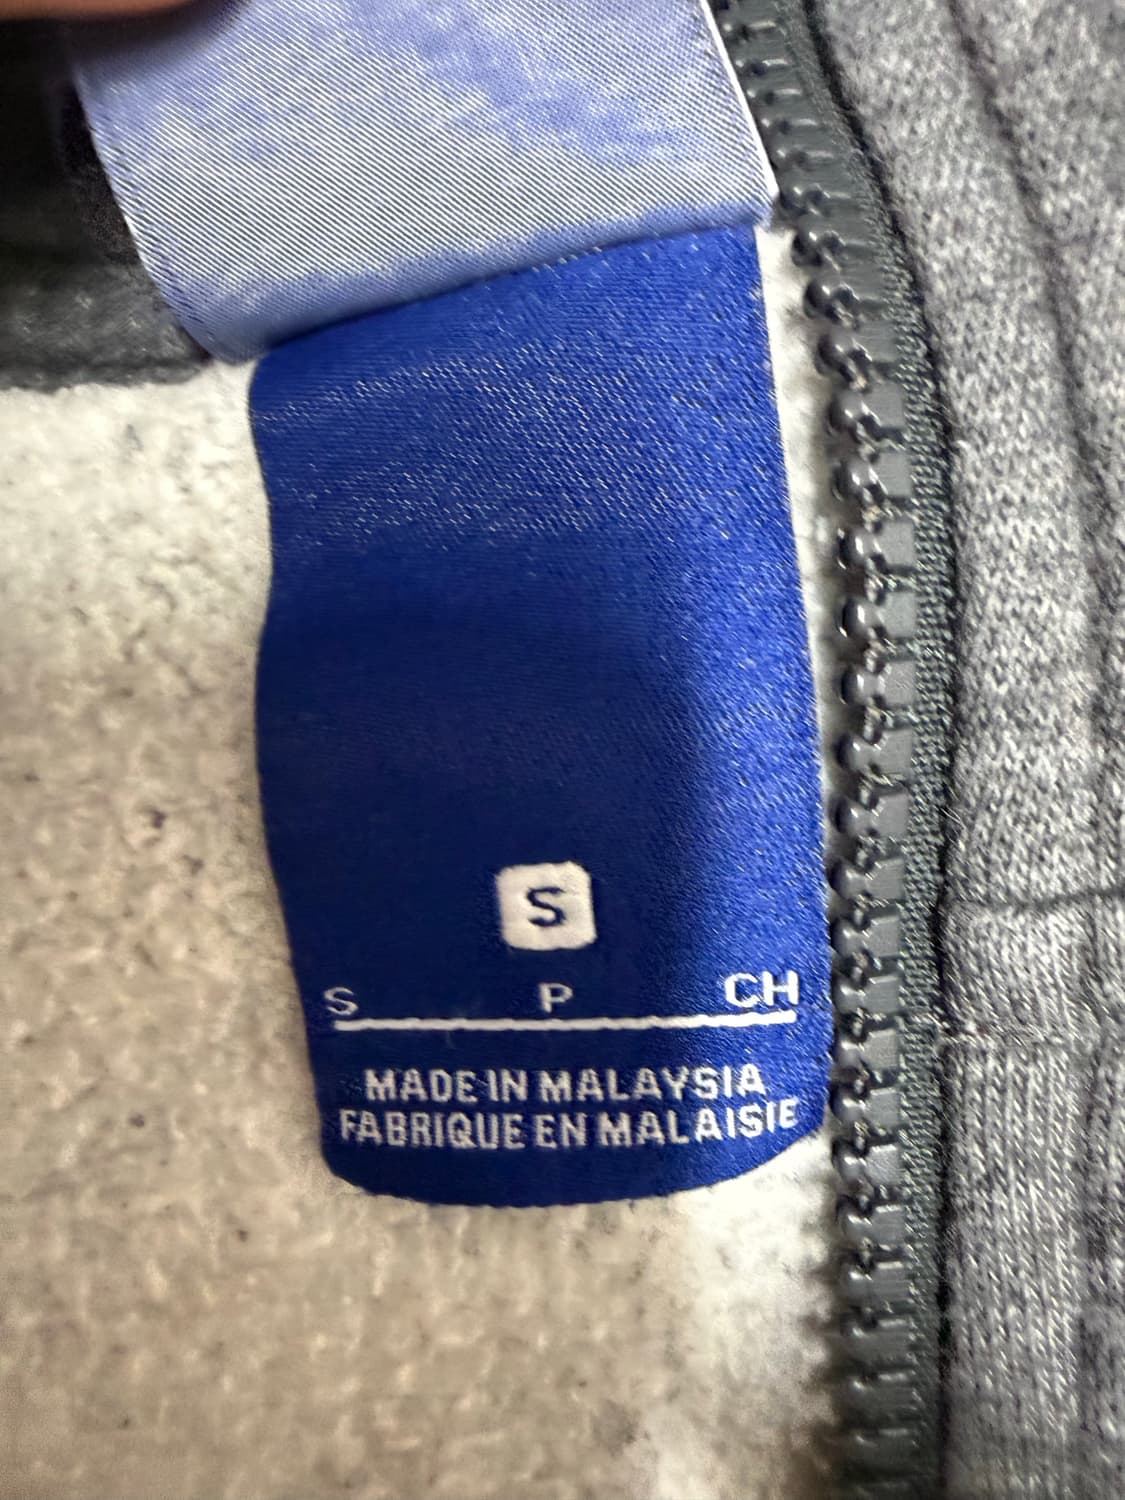 S
S P CH
MADE IN MALAYSIA
FABRIQUE EN MALAISIE